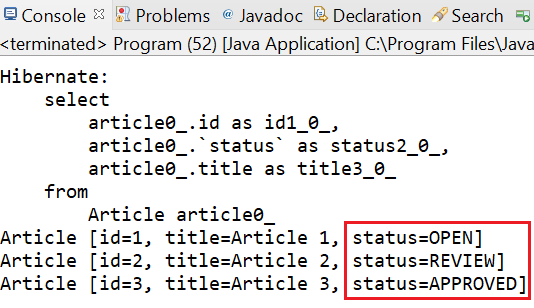 Console Problems @ Javadoc Declaration Search
<terminated> Program (52) [Java Application] C:\Program Files\Java
Hibernate:
    select
        article0_.id as id1_0_,
        article0_.`status` as status2_0_,
        article0_.title as title3_0_
    from
        Article article0_
Article [id=1, title=Article 1, status=OPEN]
Article [id=2, title=Article 2, status=REVIEW]
Article [id=3, title=Article 3, status=APPROVED]